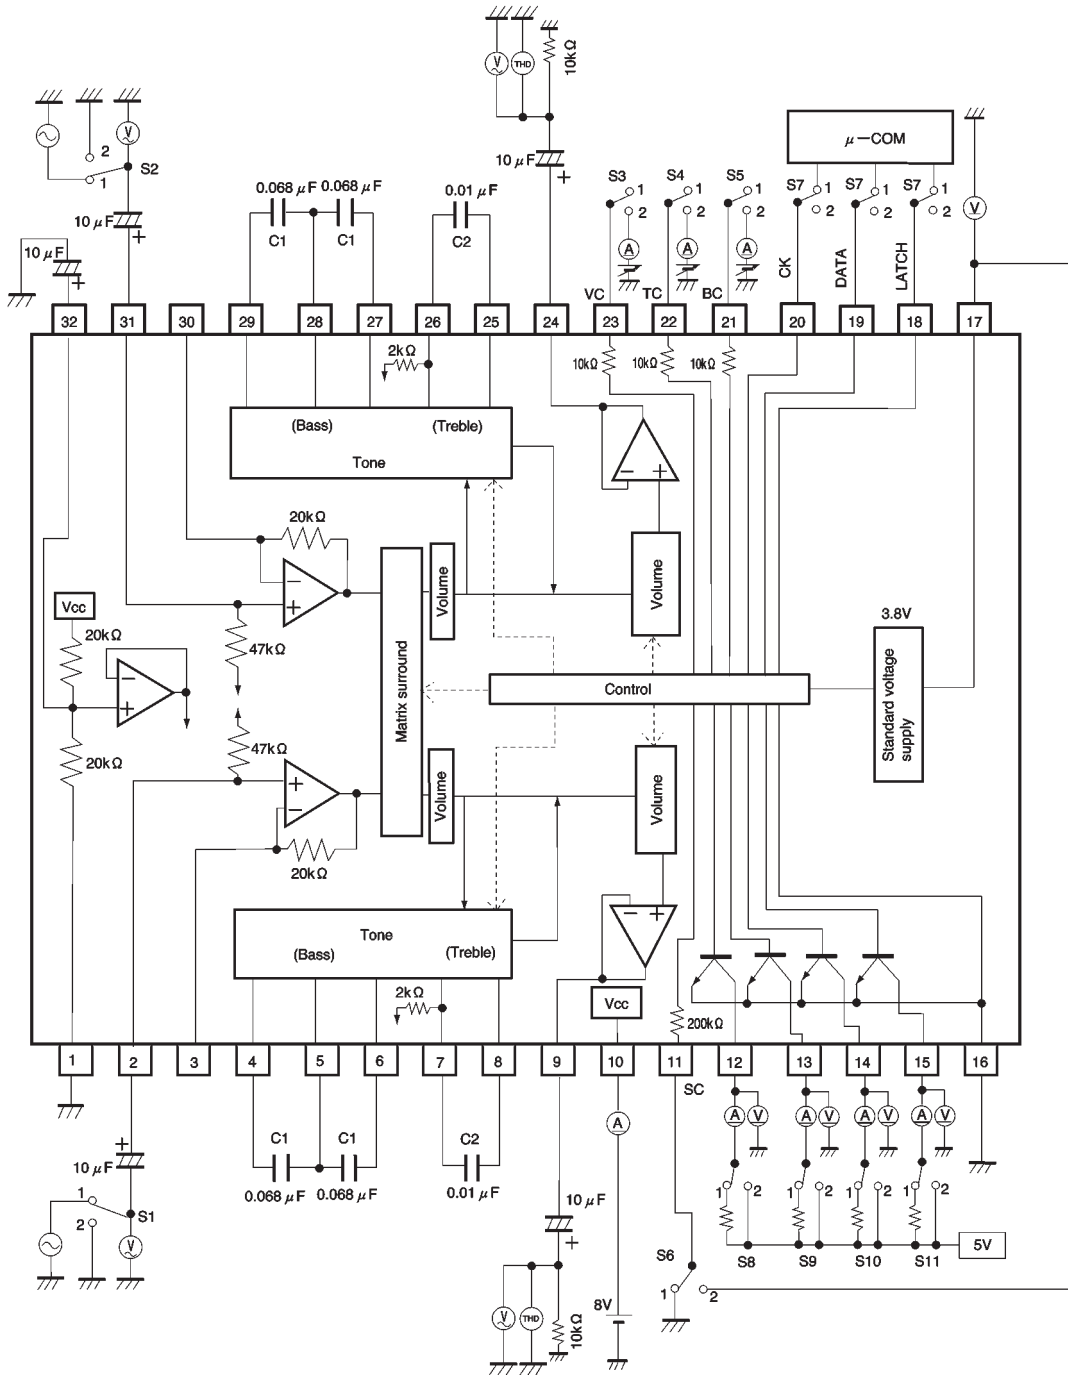 V
THD
10kΩ
V
2
1
S2
10 μF
+
10 μF
+
10 μF
+
0.068 μF 0.068 μF
C1 C1
0.01 μF
C2
μ-COM
S3 1
2
A
S4 1
2
A
S5 1
2
A
S7 1
2
S7 1
2
S7 1
2
V
VC
TC
BC
CK
DATA
LATCH
32 31 30 29 28 27 26 25 24 23 22 21 20 19 18 17
2kΩ
10kΩ
10kΩ
10kΩ
(Bass) (Treble)
Tone
20kΩ
Vcc
20kΩ
47kΩ
20kΩ
47kΩ
20kΩ
Matrix surround
Volume
Volume
Volume
Volume
Control
3.8V
Standard voltage
supply
Tone
(Bass) (Treble)
2kΩ
Vcc
200kΩ
1 2 3 4 5 6 7 8 9 10 11 12 13 14 15 16
SC
A V A V A V A V
A
C1 C1
0.068 μF 0.068 μF
C2
0.01 μF
+
10 μF
1
2
S1
V
10 μF
+
V
THD
10kΩ
8V
S6
1 2
1 2
S8
1 2
S9
1 2
S10
1 2
S11
5V